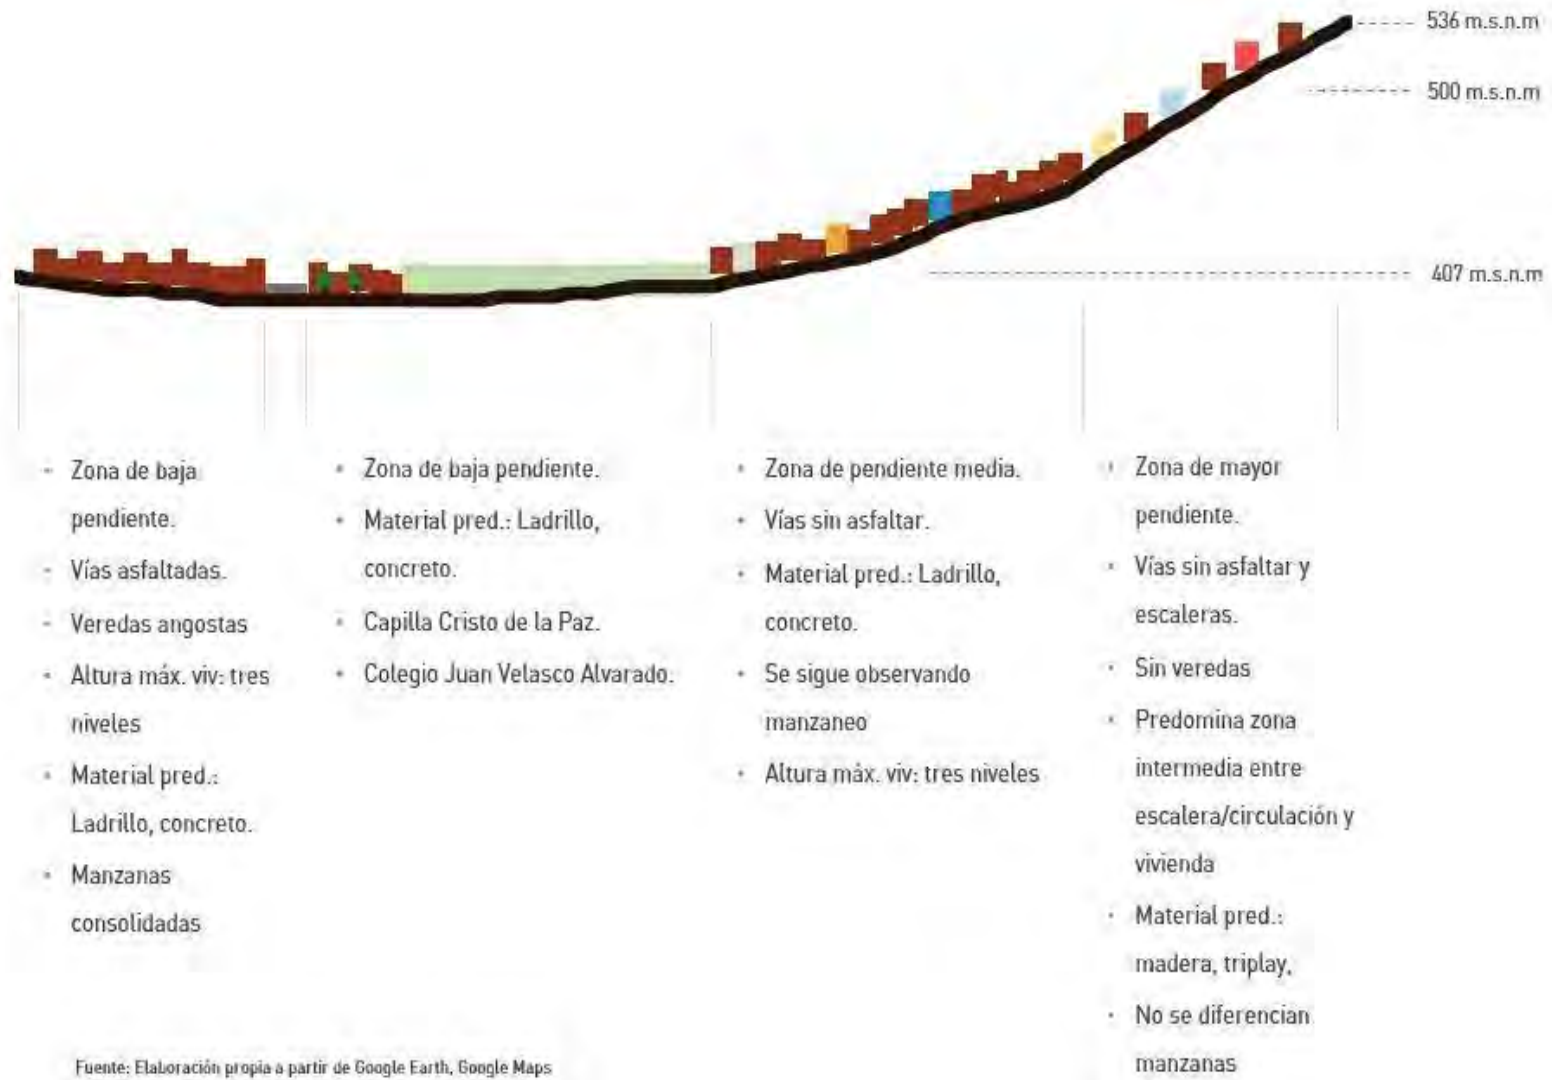 536 m.s.n.m
500 m.s.n.m
407 m.s.n.m
- Zona de baja
pendiente.
- Vías asfaltadas.
- Veredas angostas
• Altura máx. viv: tres
niveles
• Material pred.:
Ladrillo, concreto.
• Manzanas
consolidadas
• Zona de baja pendiente.
• Material pred.: Ladrillo,
concreto.
• Capilla Cristo de la Paz.
• Colegio Juan Velasco Alvarado.
• Zona de pendiente media.
• Vías sin asfaltar.
• Material pred.: Ladrillo,
concreto.
• Se sigue observando
manzaneo
• Altura máx. viv: tres niveles
• Zona de mayor
pendiente.
• Vías sin asfaltar y
escaleras.
• Sin veredas
• Predomina zona
intermedia entre
escalera/circulación y
vivienda
• Material pred.:
madera, triplay,
• No se diferencian
manzanas
Fuente: Elaboración propia a partir de Google Earth, Google Maps